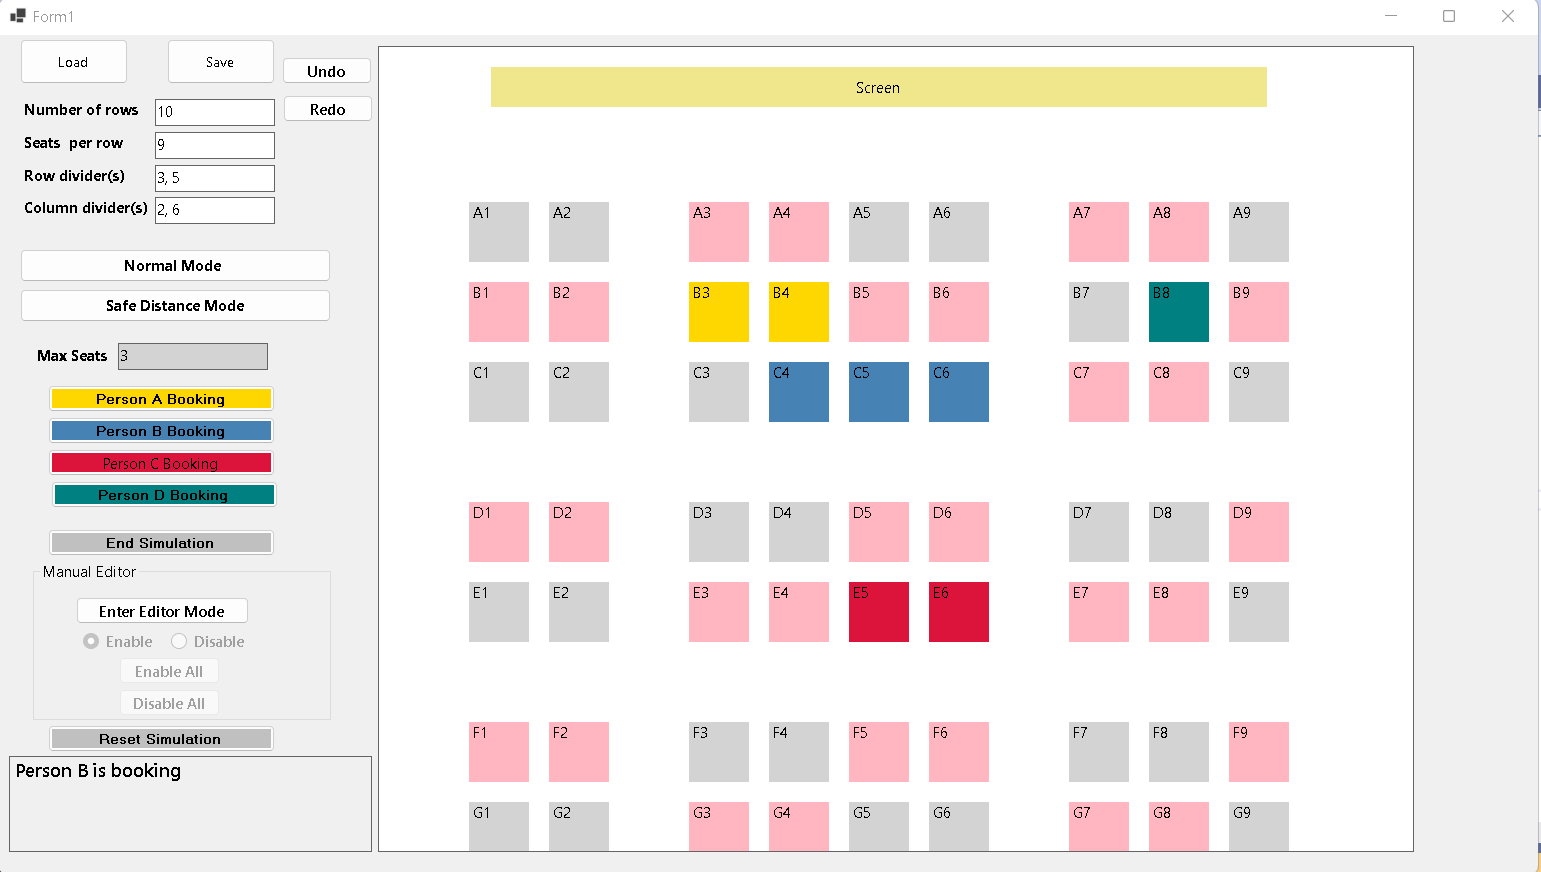 Form1
Load
Save
Undo
Redo
Number of rows 10
Seats per row 9
Row divider(s) 3, 5
Column divider(s) 2, 6
Normal Mode
Safe Distance Mode
Max Seats 3
Person A Booking
Person B Booking
Person C Booking
Person D Booking
End Simulation
Manual Editor
Enter Editor Mode
Enable Disable
Enable All
Disable All
Reset Simulation
Person B is booking
Screen
A1 A2 A3 A4 A5 A6 A7 A8 A9
B1 B2 B3 B4 B5 B6 B7 B8 B9
C1 C2 C3 C4 C5 C6 C7 C8 C9
D1 D2 D3 D4 D5 D6 D7 D8 D9
E1 E2 E3 E4 E5 E6 E7 E8 E9
F1 F2 F3 F4 F5 F6 F7 F8 F9
G1 G2 G3 G4 G5 G6 G7 G8 G9